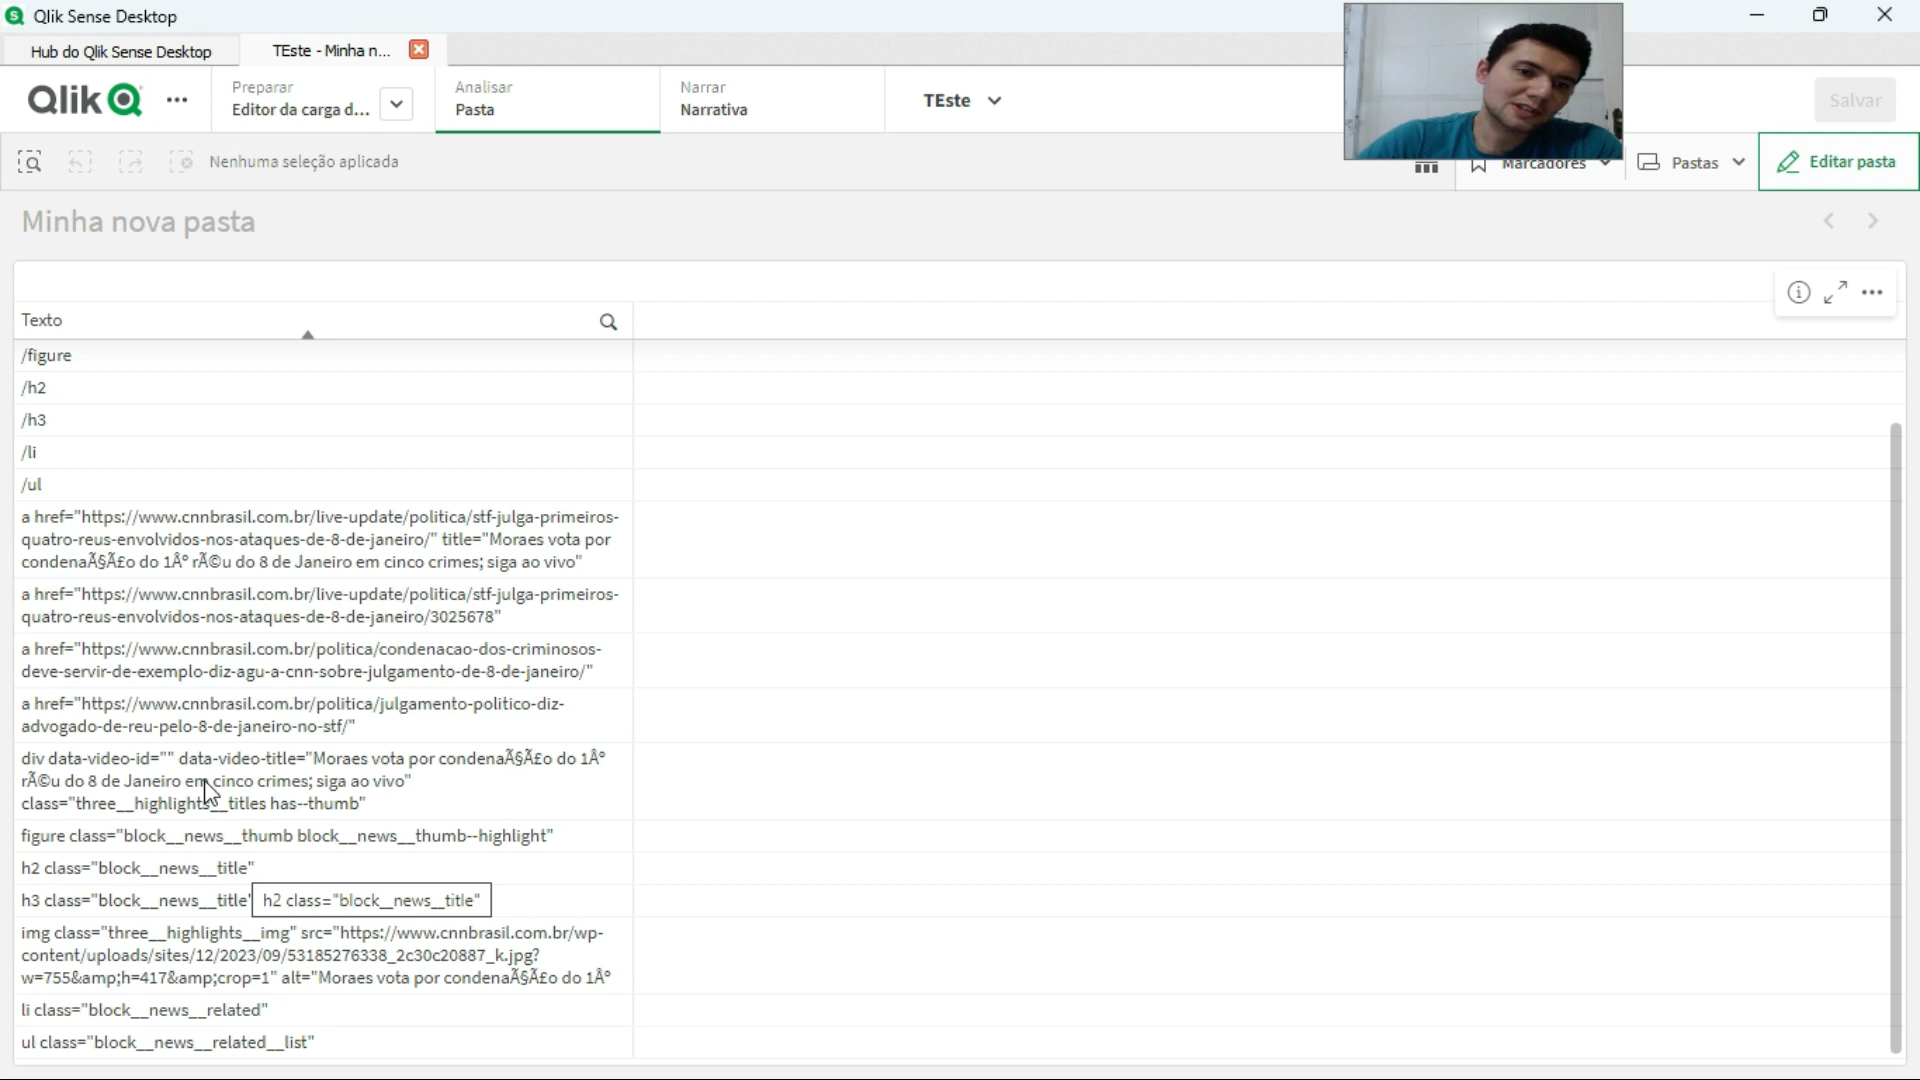 Qlik Sense Desktop
Hub do Qlik Sense Desktop
TEste - Minha n...
Qlik
Preparar
Editor da carga d...
Analisar
Pasta
Narrar
Narrativa
TEste
Salvar
Nenhuma seleção aplicada
Marcadores
Pastas
Editar pasta
Minha nova pasta
Texto
/figure
/h2
/h3
/li
/ul
a href="https://www.cnnbrasil.com.br/live-update/politica/stf-julga-primeiros-
quatro-reus-envolvidos-nos-ataques-de-8-de-janeiro/" title="Moraes vota por
condenaÃ§Ã£o do 1Âº rÃ©u do 8 de Janeiro em cinco crimes; siga ao vivo"
a href="https://www.cnnbrasil.com.br/live-update/politica/stf-julga-primeiros-
quatro-reus-envolvidos-nos-ataques-de-8-de-janeiro/3025678"
a href="https://www.cnnbrasil.com.br/politica/condenacao-dos-criminosos-
deve-servir-de-exemplo-diz-agu-a-cnn-sobre-julgamento-de-8-de-janeiro/"
a href="https://www.cnnbrasil.com.br/politica/julgamento-politico-diz-
advogado-de-reu-pelo-8-de-janeiro-no-stf/"
div data-video-id="" data-video-title="Moraes vota por condenaÃ§Ã£o do 1Âº
rÃ©u do 8 de Janeiro em cinco crimes; siga ao vivo"
class="three__highlights__titles has--thumb"
figure class="block__news__thumb block__news__thumb--highlight"
h2 class="block__news__title"
h3 class="block__news__title"
h2 class="block__news__title"
img class="three__highlights__img" src="https://www.cnnbrasil.com.br/wp-
content/uploads/sites/12/2023/09/53185276338_2c30c20887_k.jpg?
w=755&amp;h=417&amp;crop=1" alt="Moraes vota por condenaÃ§Ã£o do 1Âº
li class="block__news__related"
ul class="block__news__related__list"